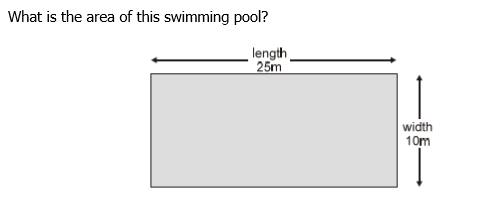 What is the area of this swimming pool?
length
25m
width
10m